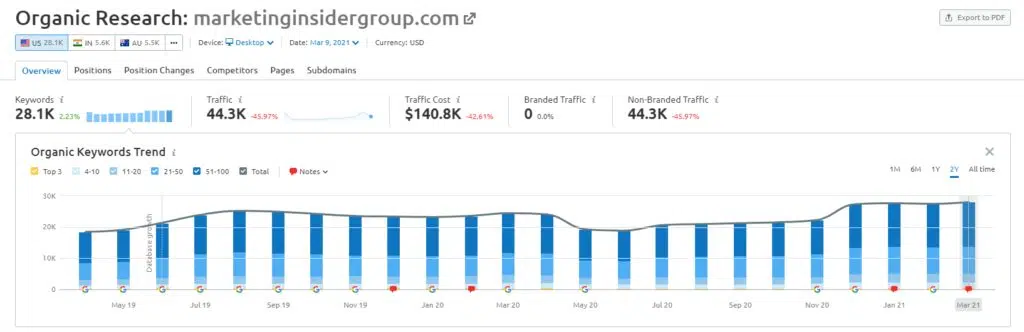 Organic Research: marketinginsidergroup.com
Export to PDF
US 28.1K IN 5.6K AU 5.5K Device: Desktop Date: Mar 9, 2021 Currency: USD
Overview Positions Position Changes Competitors Pages Subdomains
Keywords i Traffic i Traffic Cost i Branded Traffic i Non-Branded Traffic i
28.1K 2.23% 44.3K -45.97% $140.8K -42.61% 0 0.0% 44.3K -45.97%
Organic Keywords Trend i
Top 3 4-10 11-20 21-50 51-100 Total Notes 1M 6M 1Y 2Y All time
30K
20K
10K
0
Database growth
G G G G G G G G G G G G G G G G G
May 19 Jul 19 Sep 19 Nov 19 Jan 20 Mar 20 May 20 Jul 20 Sep 20 Nov 20 Jan 21 Mar 21